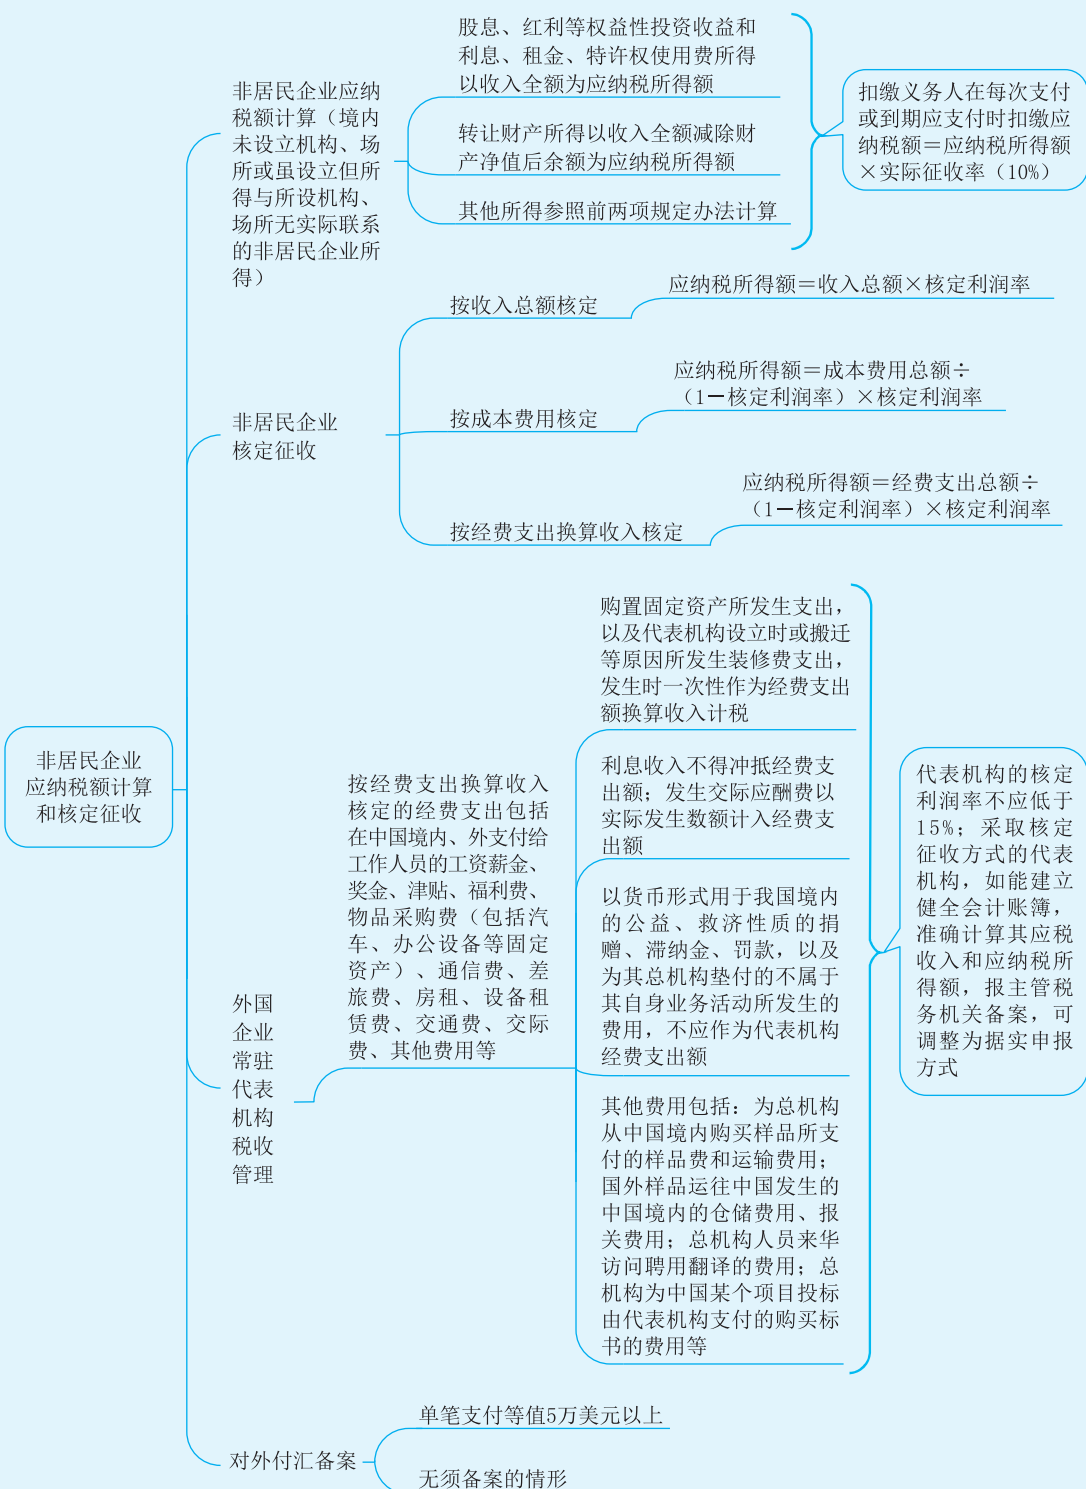 非居民企业
应纳税额计算
和核定征收
非居民企业应纳
税额计算（境内
未设立机构、场
所或虽设立但所
得与所设机构、
场所无实际联系
的非居民企业所
得）
股息、红利等权益性投资收益和
利息、租金、特许权使用费所得
以收入全额为应纳税所得额
转让财产所得以收入全额减除财
产净值后余额为应纳税所得额
其他所得参照前两项规定办法计算
扣缴义务人在每次支付
或到期应支付时扣缴应
纳税额＝应纳税所得额
×实际征收率（10%）
非居民企业
核定征收
按收入总额核定
应纳税所得额＝收入总额×核定利润率
按成本费用核定
应纳税所得额＝成本费用总额÷
（1－核定利润率）×核定利润率
按经费支出换算收入核定
应纳税所得额＝经费支出总额÷
（1－核定利润率）×核定利润率
外国
企业
常驻
代表
机构
税收
管理
按经费支出换算收入
核定的经费支出包括
在中国境内、外支付给
工作人员的工资薪金、
奖金、津贴、福利费、
物品采购费（包括汽
车、办公设备等固定
资产）、通信费、差
旅费、房租、设备租
赁费、交通费、交际
费、其他费用等
购置固定资产所发生支出，
以及代表机构设立时或搬迁
等原因所发生装修费支出，
发生时一次性作为经费支出
额换算收入计税
利息收入不得冲抵经费支
出额；发生交际应酬费以
实际发生数额计入经费支
出额
以货币形式用于我国境内
的公益、救济性质的捐
赠、滞纳金、罚款，以及
为其总机构垫付的不属于
其自身业务活动所发生的
费用，不应作为代表机构
经费支出额
其他费用包括：为总机构
从中国境内购买样品所支
付的样品费和运输费用；
国外样品运往中国发生的
中国境内的仓储费用、报
关费用；总机构人员来华
访问聘用翻译的费用；总
机构为中国某个项目投标
由代表机构支付的购买标
书的费用等
代表机构的核定
利润率不应低于
15%；采取核定
征收方式的代表
机构，如能建立
健全会计账簿，
准确计算其应税
收入和应纳税所
得额，报主管税
务机关备案，可
调整为据实申报
方式
对外付汇备案
单笔支付等值5万美元以上
无须备案的情形